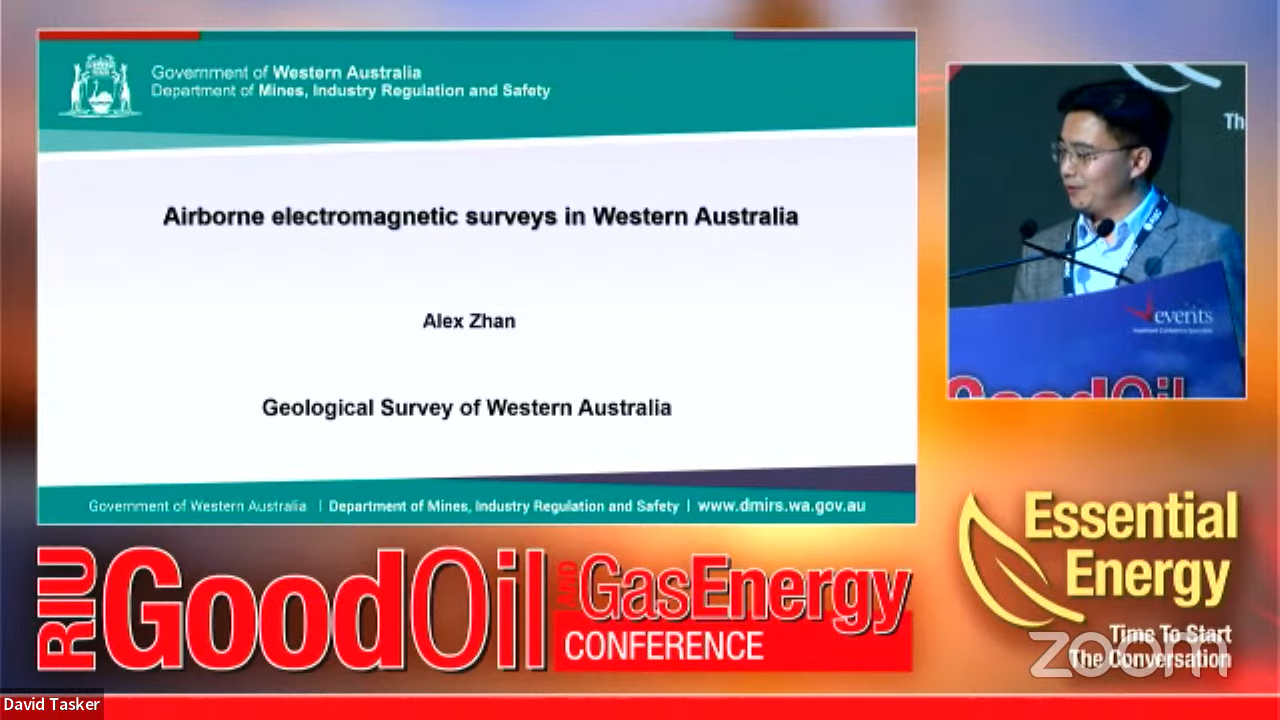 Government of Western Australia
Department of Mines, Industry Regulation and Safety
Airborne electromagnetic surveys in Western Australia
Alex Zhan
Geological Survey of Western Australia
Government of Western Australia | Department of Mines, Industry Regulation and Safety | www.dmirs.wa.gov.au
Th
events
GoodOil
RIU GoodOil AND GasEnergy
CONFERENCE
Essential
Energy
Time To Start
The Conversation
zoom
David Tasker